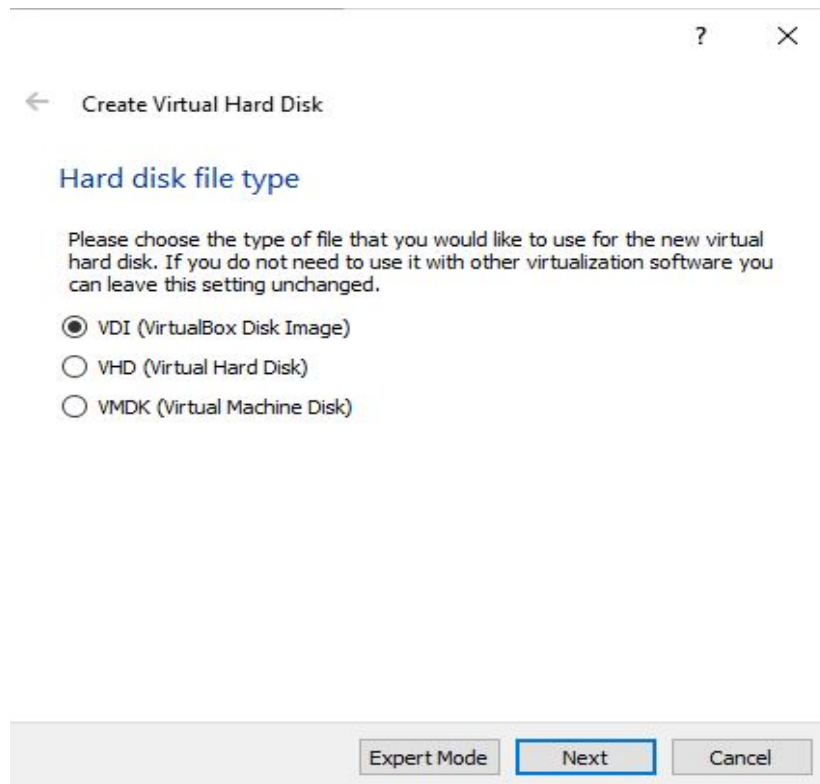 ?
Create Virtual Hard Disk
Hard disk file type
Please choose the type of file that you would like to use for the new virtual
hard disk. If you do not need to use it with other virtualization software you
can leave this setting unchanged.
VDI (VirtualBox Disk Image)
VHD (Virtual Hard Disk)
VMDK (Virtual Machine Disk)
Expert Mode Next Cancel